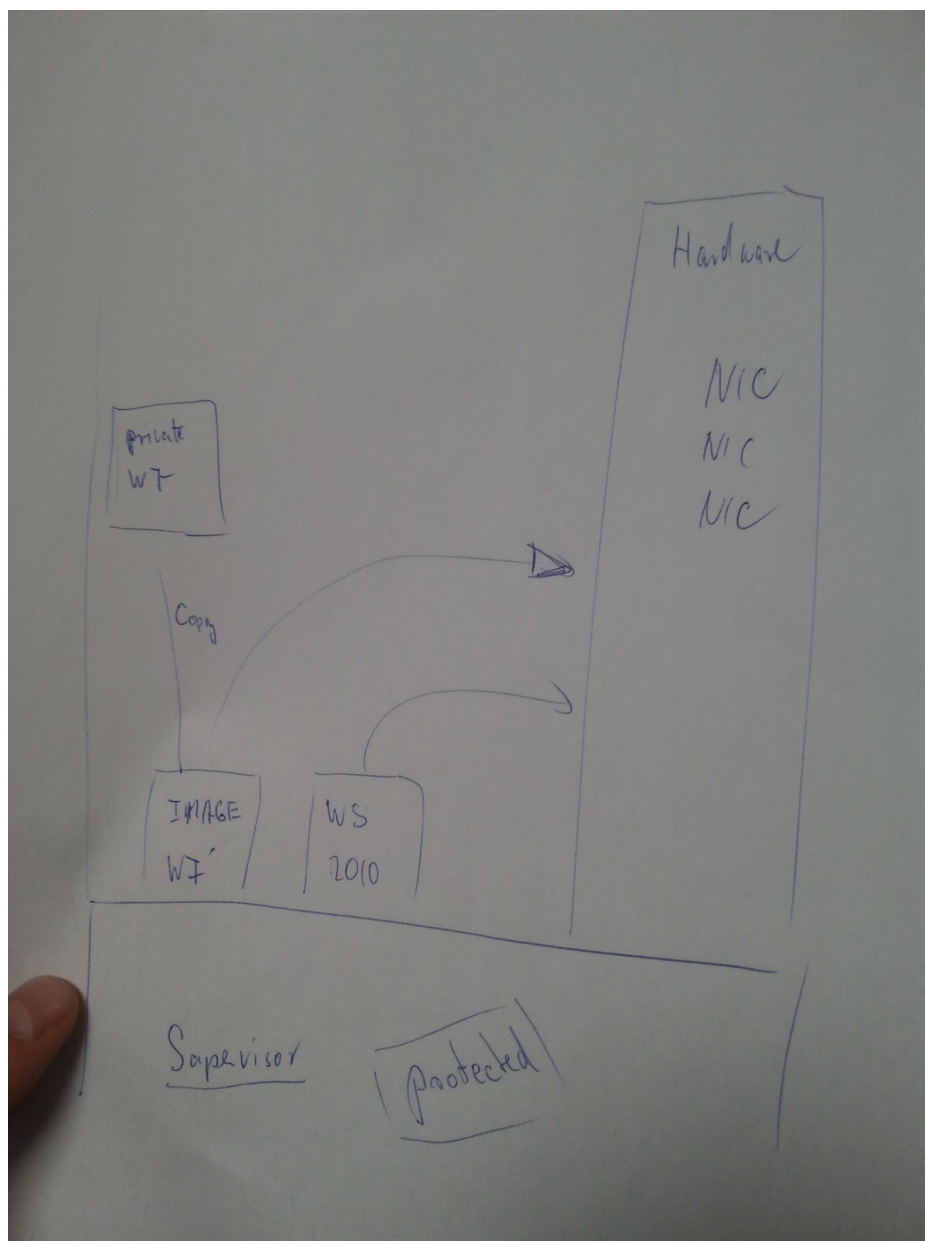 Hardware
NIC
NIC
NIC
private
W7
Copy
IMAGE
W7'
WS
2010
Supervisor
protected